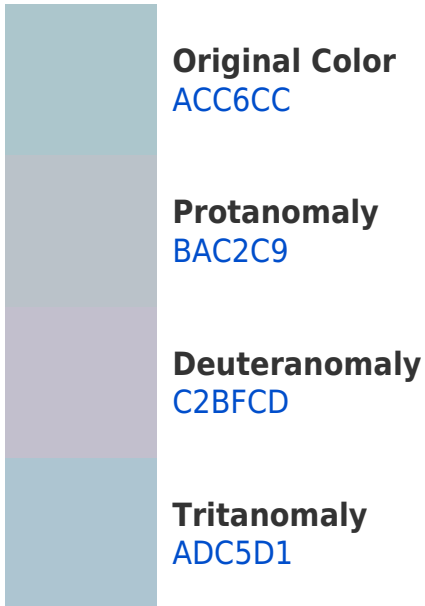 Original Color
ACC6CC
Protanomaly
BAC2C9
Deuteranomaly
C2BFCD
Tritanomaly
ADC5D1